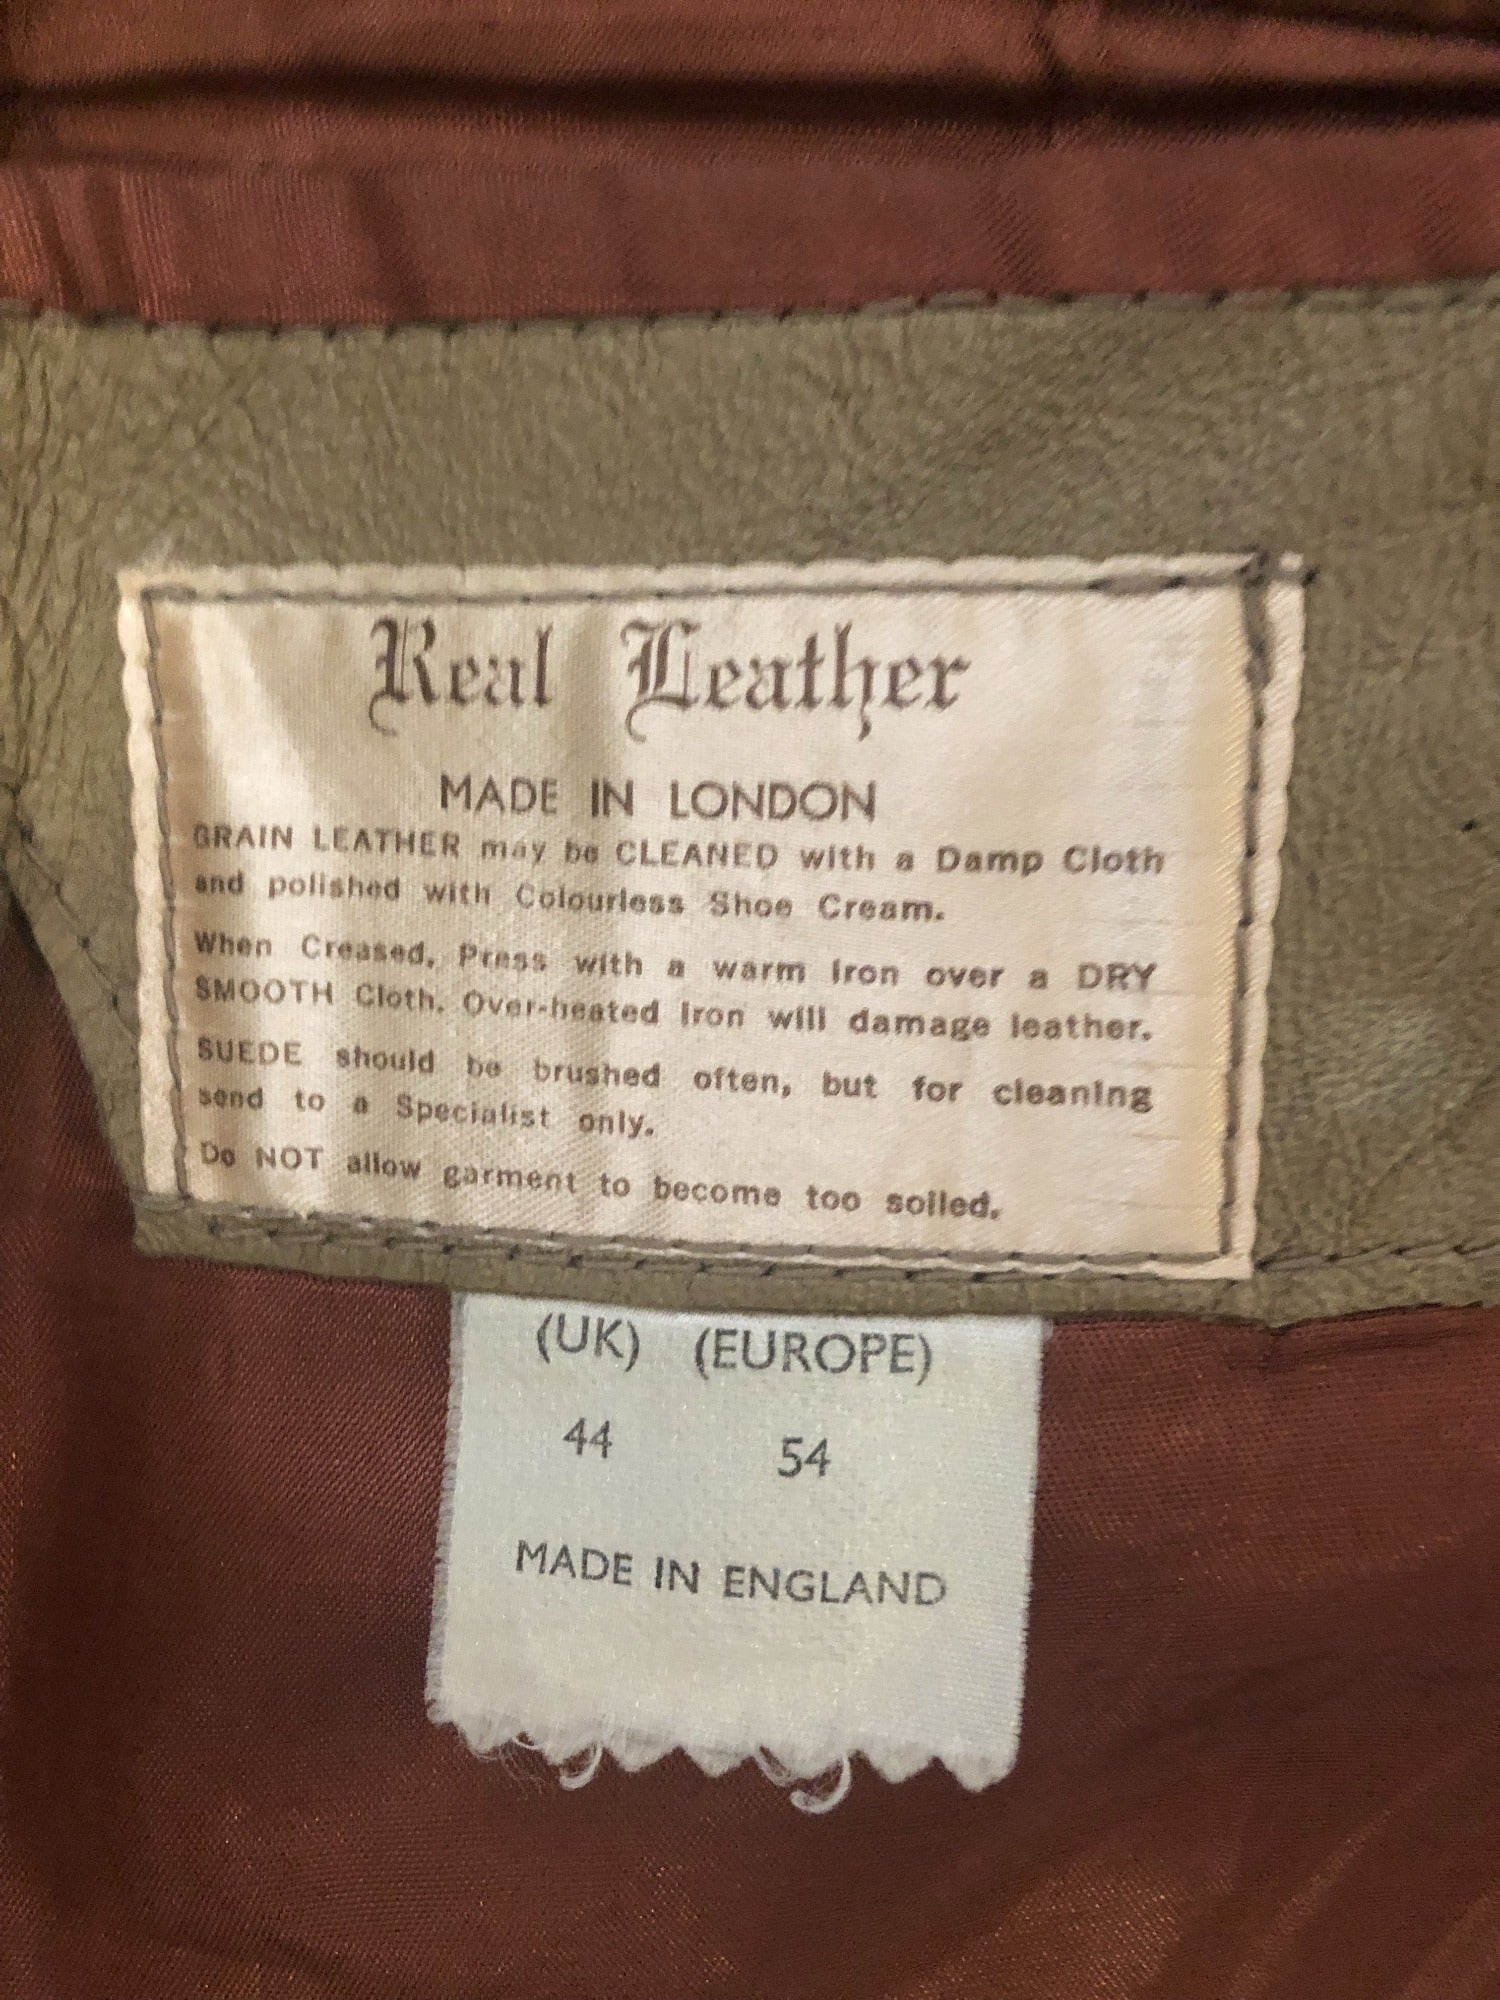 Real Leather
MADE IN LONDON
GRAIN LEATHER may be CLEANED with a Damp Cloth
and polished with Colourless Shoe Cream.
When Creased, Press with a warm Iron over a DRY
SMOOTH Cloth. Over-heated Iron will damage leather.
SUEDE should be brushed often, but for cleaning
send to a Specialist only.
Do NOT allow garment to become too soiled.
(UK) (EUROPE)
44 54
MADE IN ENGLAND